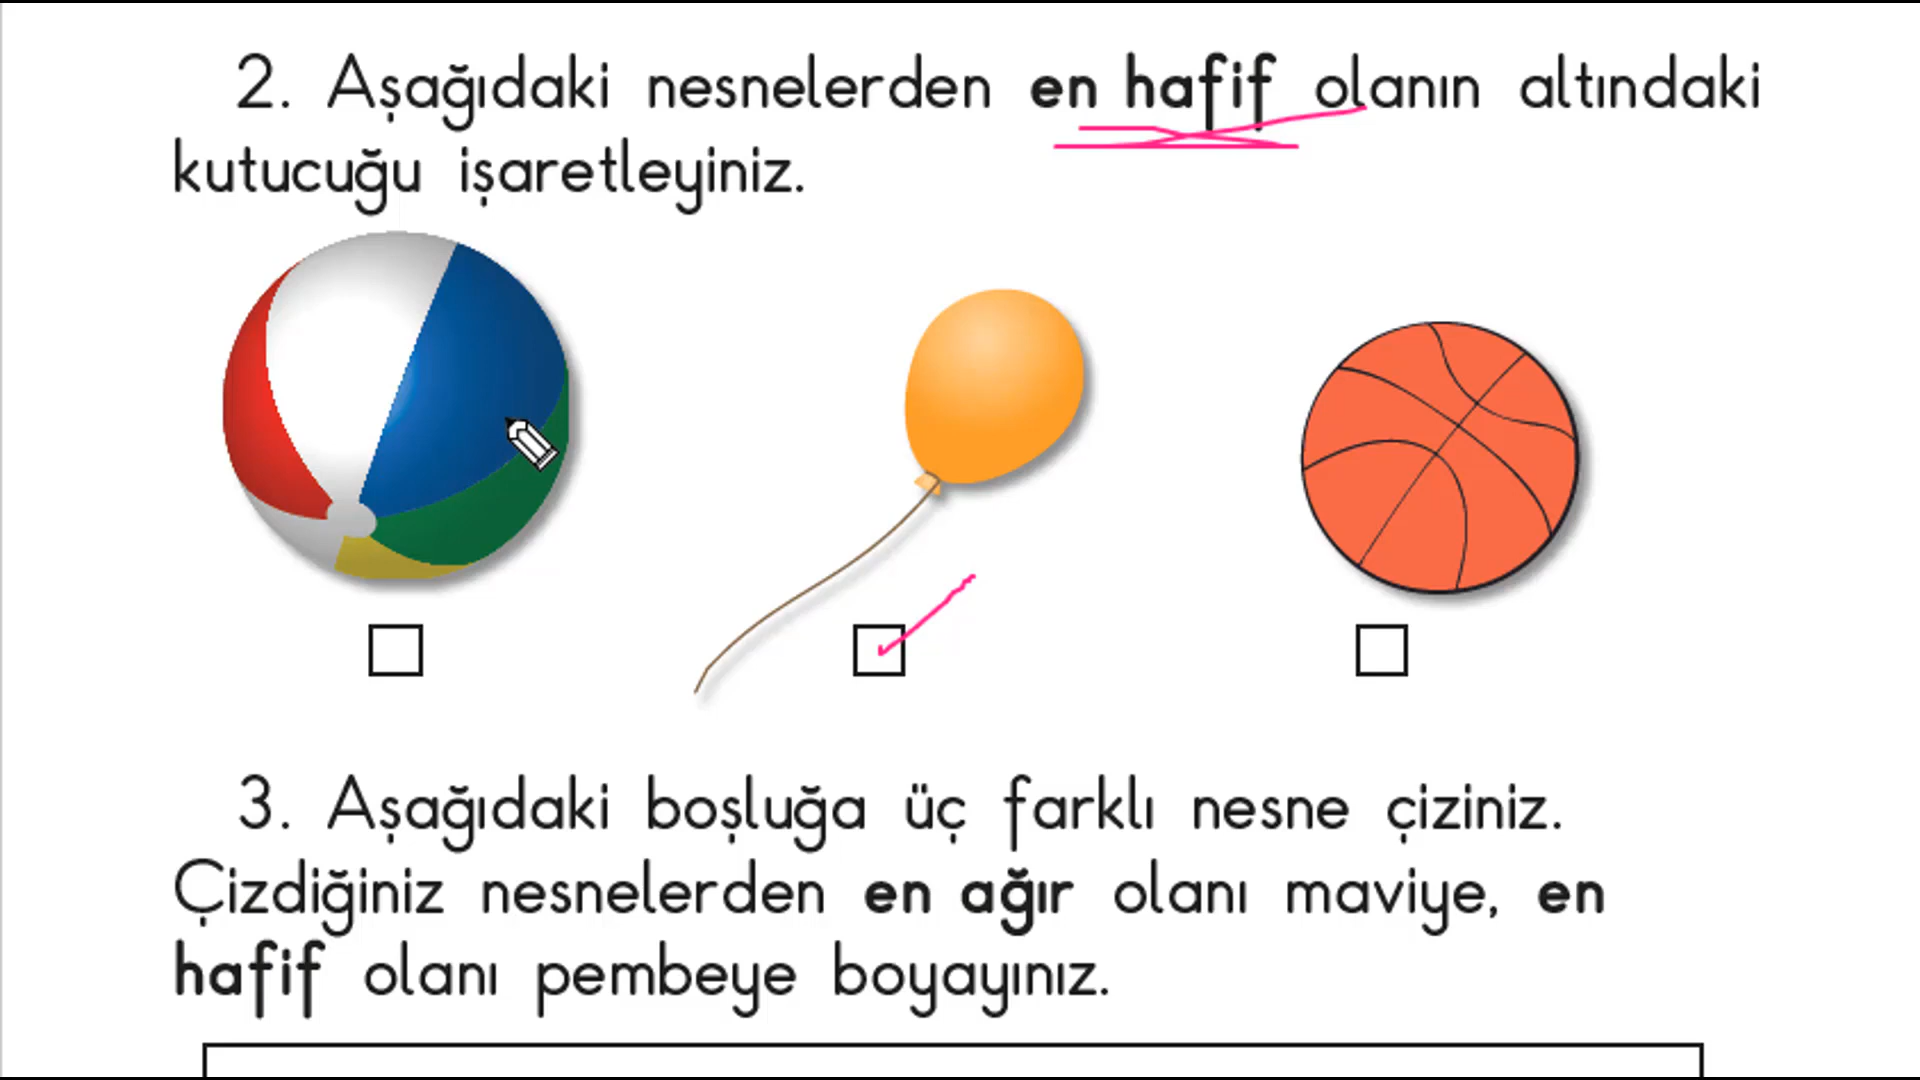 2. Aşağıdaki nesnelerden en hafif olanın altındaki
kutucuğu işaretleyiniz.
3. Aşağıdaki boşluğa üç farklı nesne çiziniz.
Çizdiğiniz nesnelerden en ağır olanı maviye, en
hafif olanı pembeye boyayınız.